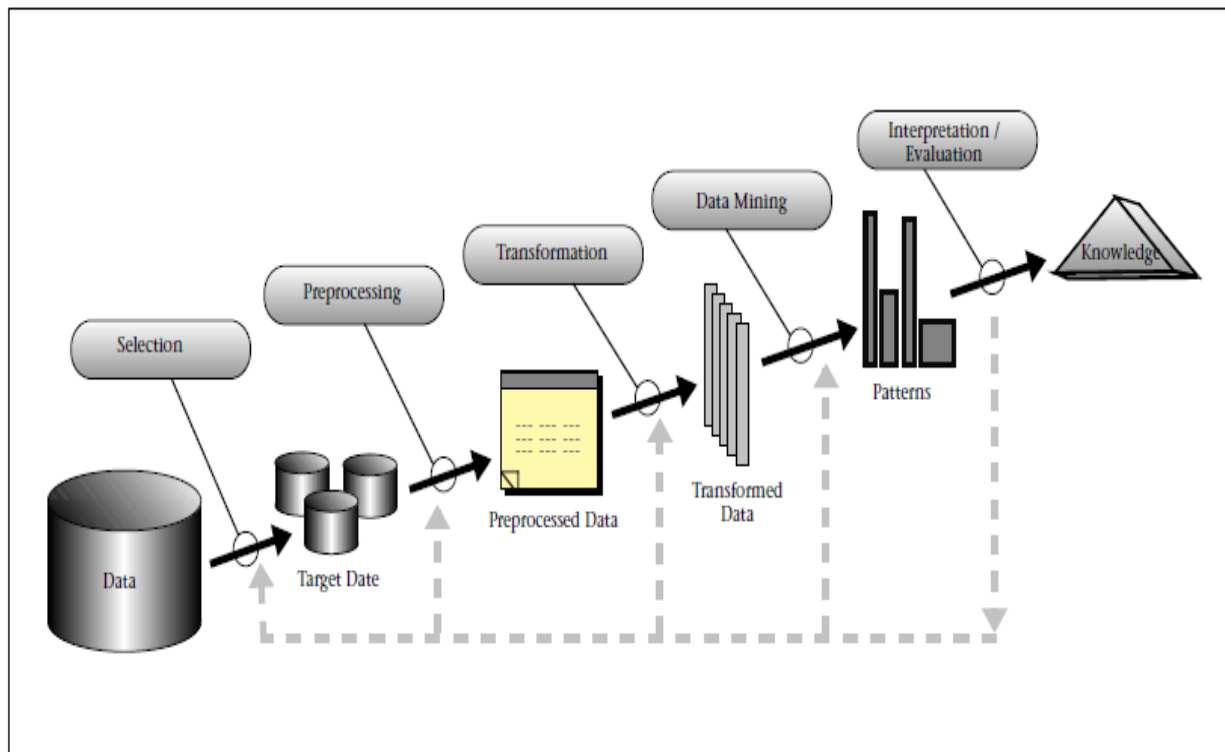 Interpretation /
Evaluation
Data Mining
Transformation
Preprocessing
Selection
Knowledge
Patterns
Transformed
Data
Preprocessed Data
Target Date
Data